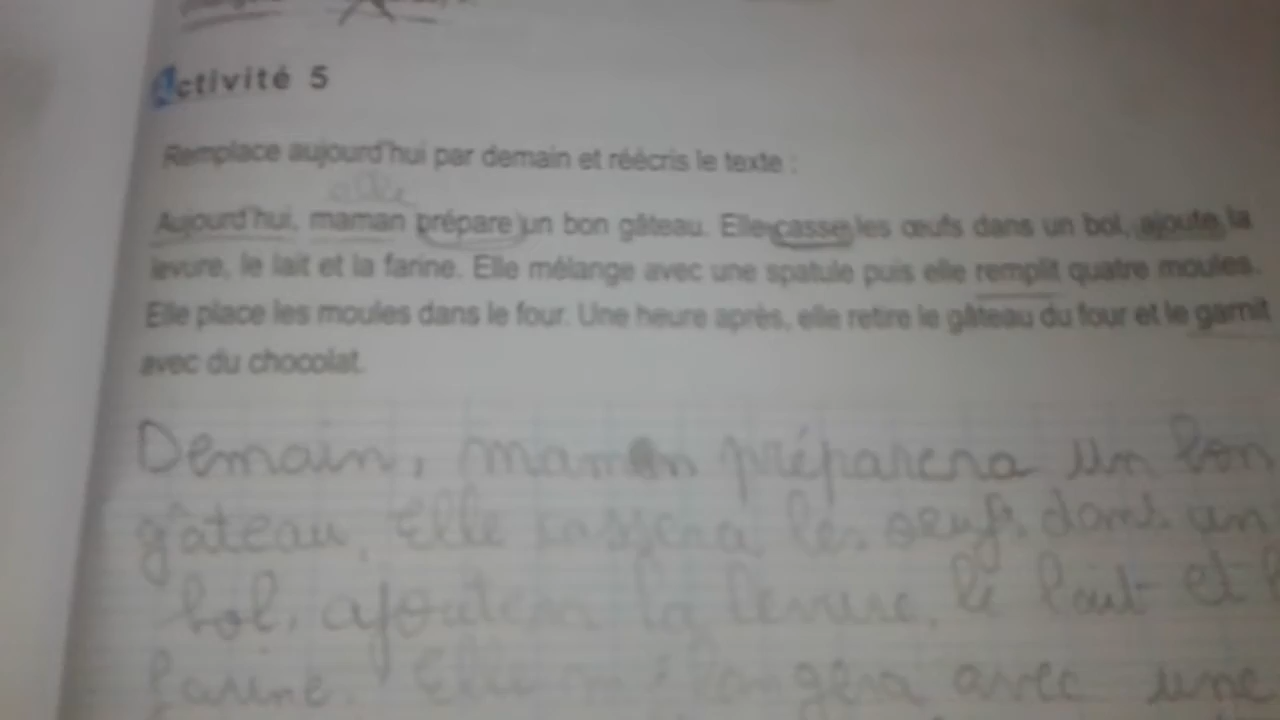 Activité 5
Remplace aujourd'hui par demain et réécris le texte :
elle
Aujourd'hui, maman prépare un bon gâteau. Elle casse les œufs dans un bol, ajoute la
levure, le lait et la farine. Elle mélange avec une spatule puis elle remplit quatre moules.
Elle place les moules dans le four. Une heure après, elle retire le gâteau du four et le garnit
avec du chocolat.
Demain, maman préparera un bon
gâteau. Elle cassera les œufs dans un
bol, ajoutera la levure, le lait et
farine. Elle mélangera avec une